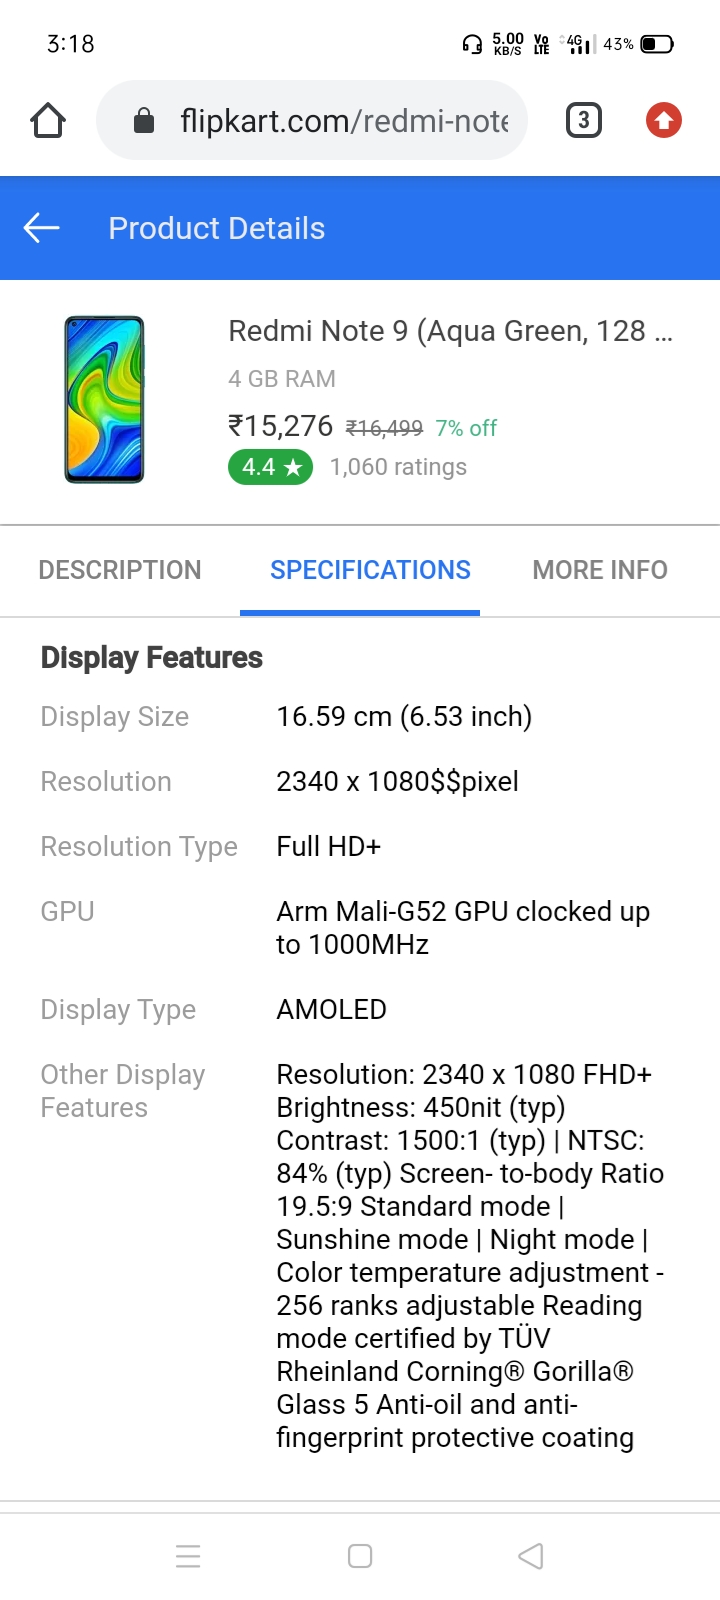 3:18
5.00 KB/S Vo LTE 4G 43%
flipkart.com/redmi-note
3
Product Details
Redmi Note 9 (Aqua Green, 128 ...
4 GB RAM
₹15,276 ₹16,499 7% off
4.4 ★ 1,060 ratings
DESCRIPTION SPECIFICATIONS MORE INFO
Display Features
Display Size 16.59 cm (6.53 inch)
Resolution 2340 x 1080$$pixel
Resolution Type Full HD+
GPU Arm Mali-G52 GPU clocked up
to 1000MHz
Display Type AMOLED
Other Display Features
Resolution: 2340 x 1080 FHD+
Brightness: 450nit (typ)
Contrast: 1500:1 (typ) | NTSC:
84% (typ) Screen- to-body Ratio
19.5:9 Standard mode |
Sunshine mode | Night mode |
Color temperature adjustment -
256 ranks adjustable Reading
mode certified by TÜV
Rheinland Corning® Gorilla®
Glass 5 Anti-oil and anti-
fingerprint protective coating